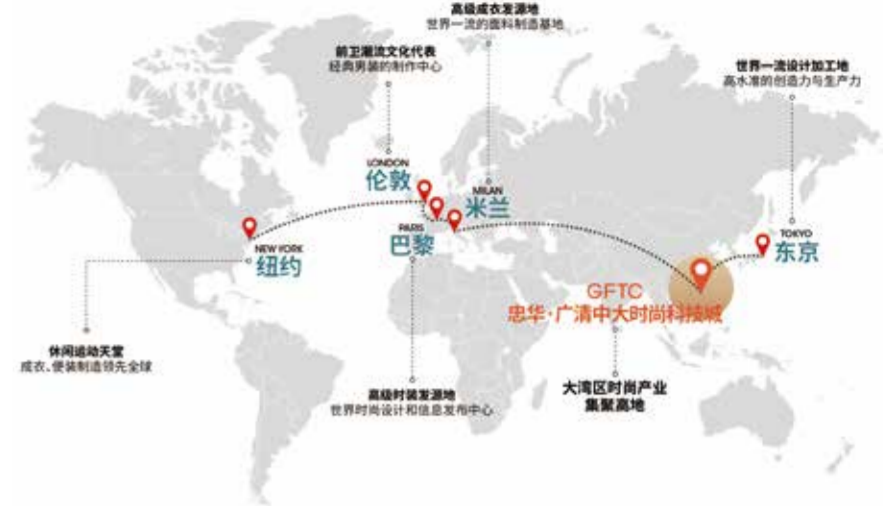 高级成衣发源地
世界一流的面料制造基地
前卫潮流文化代表
经典男装的制作中心
世界一流设计加工地
高水准的创造力与生产力
LONDON
伦敦
MILAN
米兰
PARIS
巴黎
NEW YORK
纽约
TOKYO
东京
GFTC
忠华·广清中大时尚科技城
休闲运动天堂
成衣、便装制造领先全球
高级时装发源地
世界时尚设计和信息发布中心
大湾区时尚产业
集聚高地